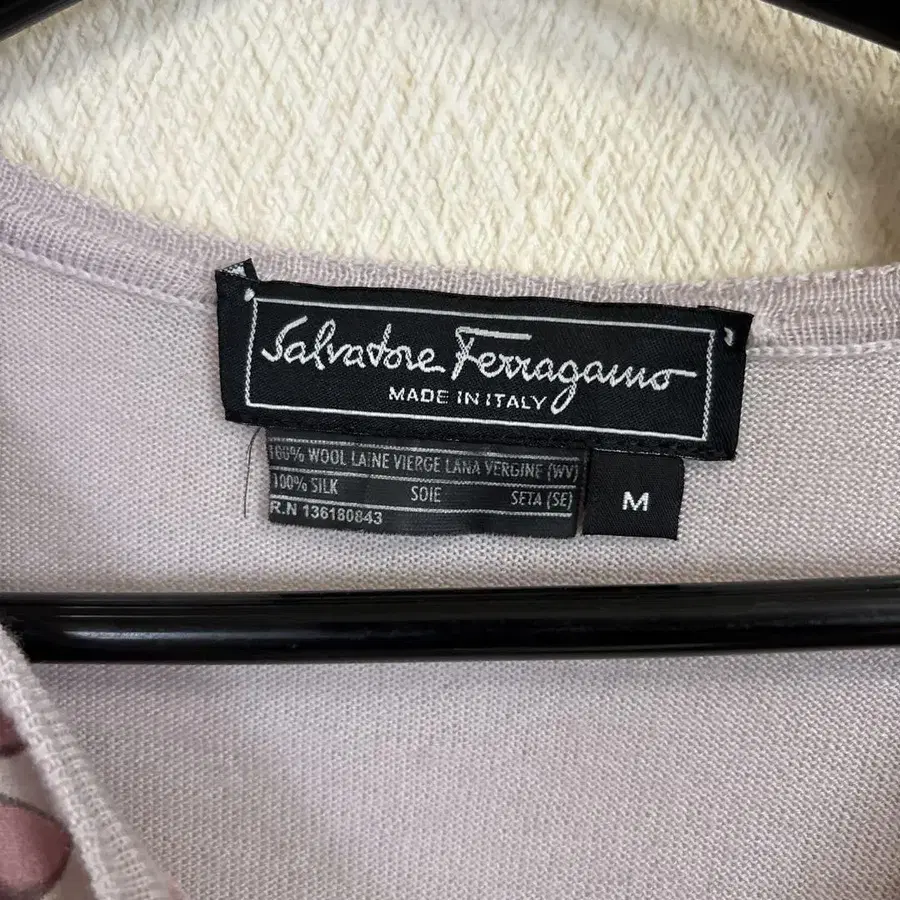 Salvatore Ferragamo
MADE IN ITALY
100% WOOL LAINE VIERGE LANA VERGINE (WV)
100% SILK SOIE SETA (SE)
R.N 136180843
M